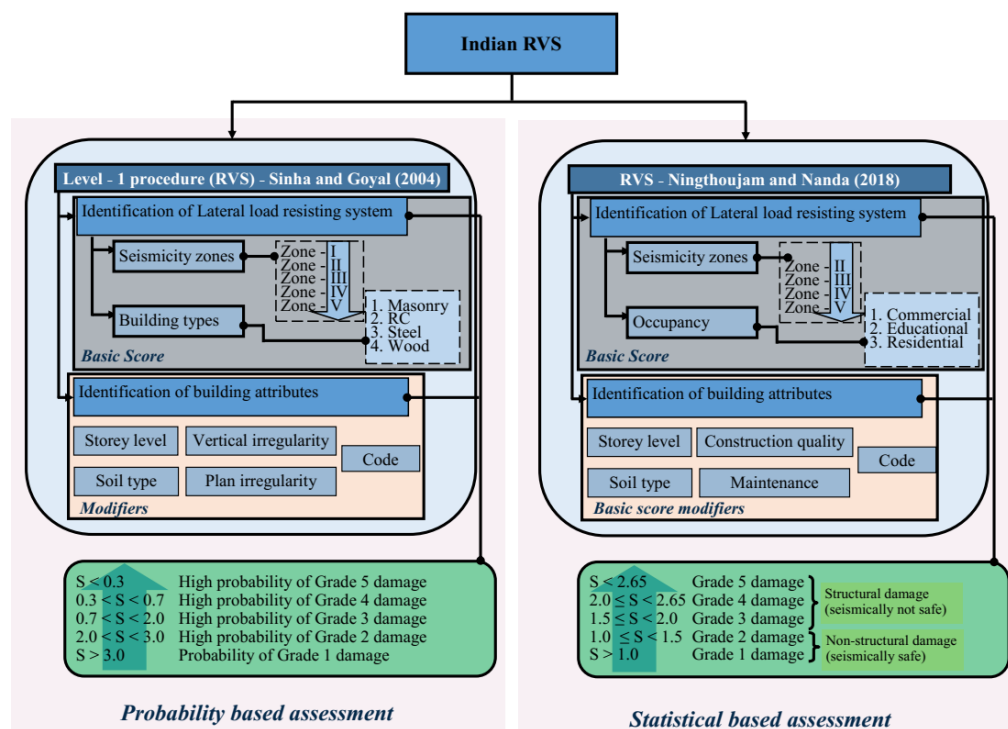 Indian RVS
Level - 1 procedure (RVS) - Sinha and Goyal (2004)
Identification of Lateral load resisting system
Seismicity zones
Zone - I
Zone - II
Zone - III
Zone - IV
Zone - V
Building types
1. Masonry
2. RC
3. Steel
4. Wood
Basic Score
Identification of building attributes
Storey level
Vertical irregularity
Code
Soil type
Plan irregularity
Modifiers
S < 0.3 High probability of Grade 5 damage
0.3 < S < 0.7 High probability of Grade 4 damage
0.7 < S < 2.0 High probability of Grade 3 damage
2.0 < S < 3.0 High probability of Grade 2 damage
S > 3.0 Probability of Grade 1 damage
Probability based assessment
RVS - Ningthoujam and Nanda (2018)
Identification of Lateral load resisting system
Seismicity zones
Zone - II
Zone - III
Zone - IV
Zone - V
Occupancy
1. Commercial
2. Educational
3. Residential
Basic Score
Identification of building attributes
Storey level
Construction quality
Code
Soil type
Maintenance
Basic score modifiers
S < 2.65 Grade 5 damage
2.0 ≤ S < 2.65 Grade 4 damage
1.5 ≤ S < 2.0 Grade 3 damage
1.0 ≤ S < 1.5 Grade 2 damage
S > 1.0 Grade 1 damage
Structural damage
(seismically not safe)
Non-structural damage
(seismically safe)
Statistical based assessment